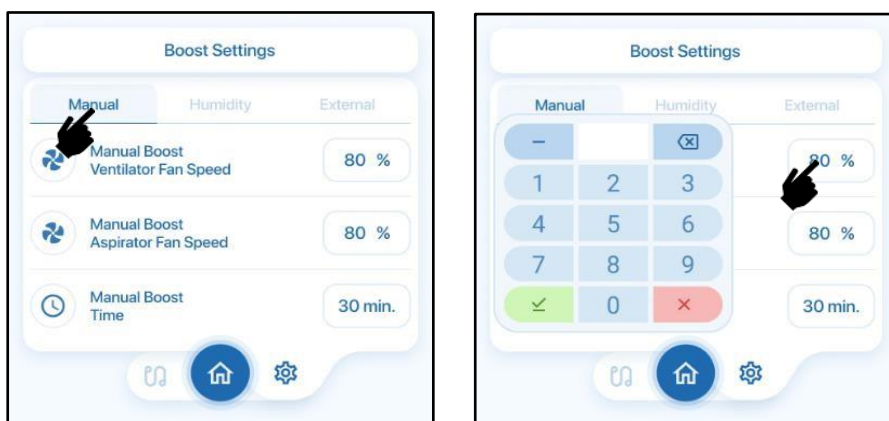 Boost Settings
Manual Humidity External
Manual Boost
Ventilator Fan Speed
80 %
Manual Boost
Aspirator Fan Speed
80 %
Manual Boost
Time
30 min.
Boost Settings
Manual Humidity External
−
1 2 3
4 5 6
7 8 9
0
80 %
80 %
30 min.